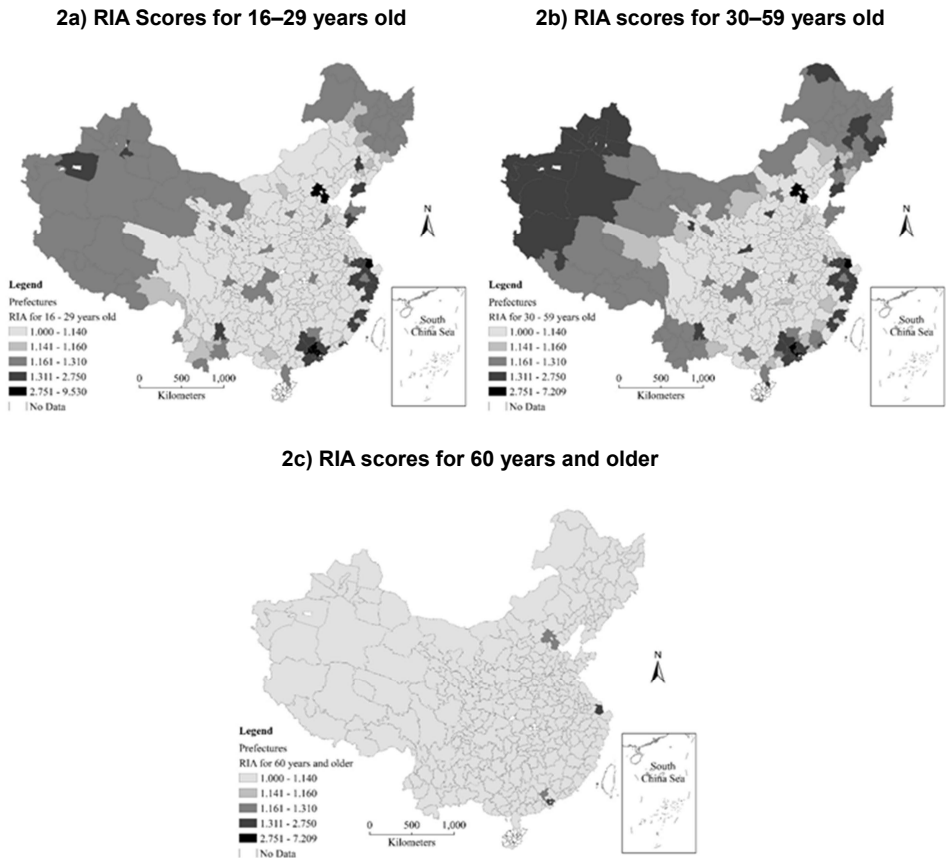 2a) RIA Scores for 16–29 years old
2b) RIA scores for 30–59 years old
N
Legend
Prefectures
RIA for 16 - 29 years old
1.000 - 1.140
1.141 - 1.160
1.161 - 1.310
1.311 - 2.750
2.751 - 9.530
No Data
0 500 1,000
Kilometers
South
China Sea
N
Legend
Prefectures
RIA for 30 - 59 years old
1.000 - 1.140
1.141 - 1.160
1.161 - 1.310
1.311 - 2.750
2.751 - 7.209
No Data
0 500 1,000
Kilometers
South
China Sea
2c) RIA scores for 60 years and older
N
Legend
Prefectures
RIA for 60 years and older
1.000 - 1.140
1.141 - 1.160
1.161 - 1.310
1.311 - 2.750
2.751 - 7.209
No Data
0 500 1,000
Kilometers
South
China Sea